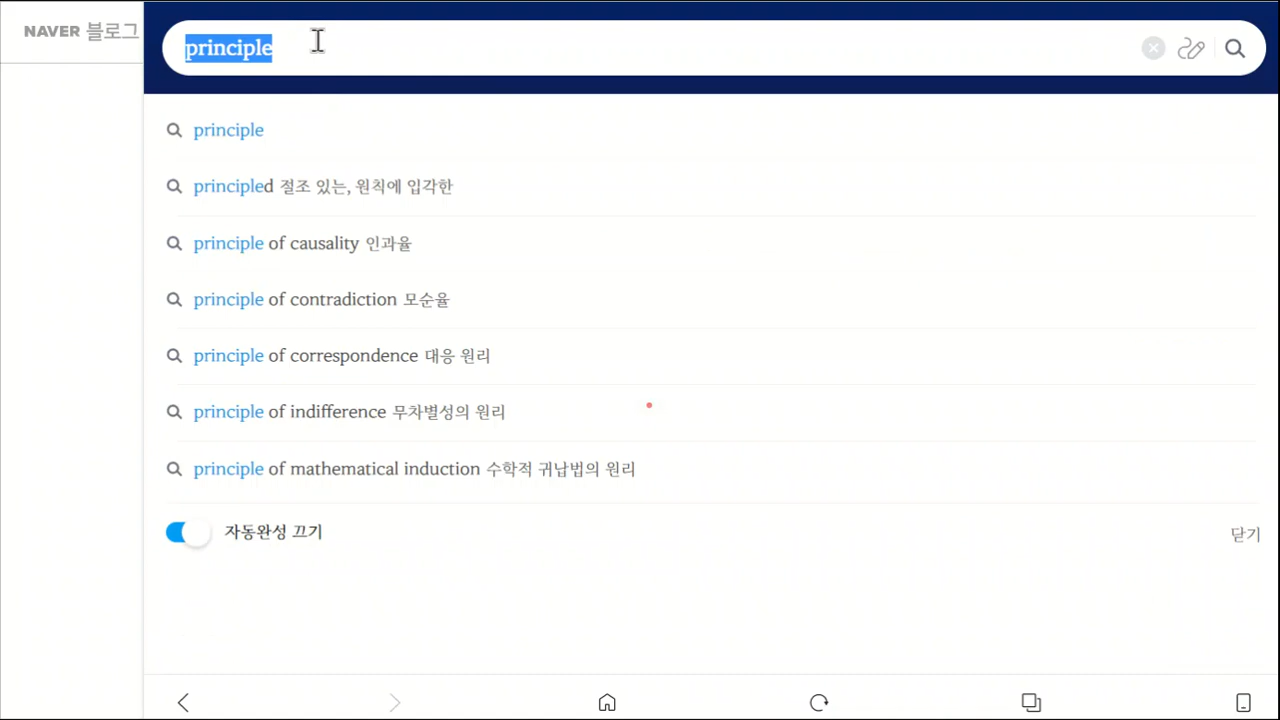 NAVER 블로그
principle
principle
principled 절조 있는, 원칙에 입각한
principle of causality 인과율
principle of contradiction 모순율
principle of correspondence 대응 원리
principle of indifference 무차별성의 원리
principle of mathematical induction 수학적 귀납법의 원리
자동완성 끄기
닫기